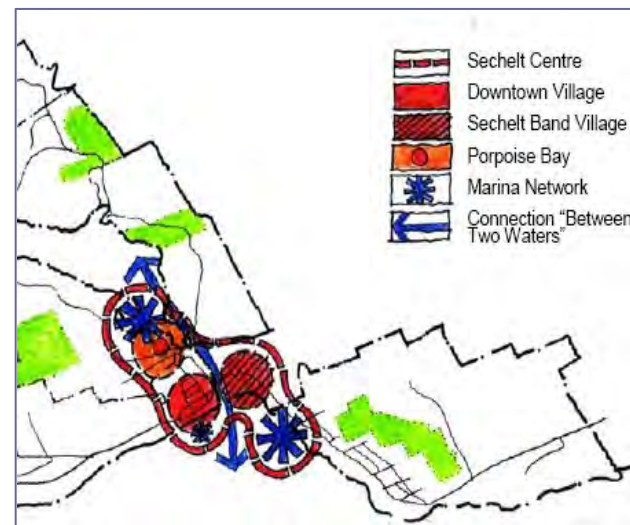 Sechelt Centre
Downtown Village
Sechelt Band Village
Porpoise Bay
Marina Network
Connection “Between
Two Waters”